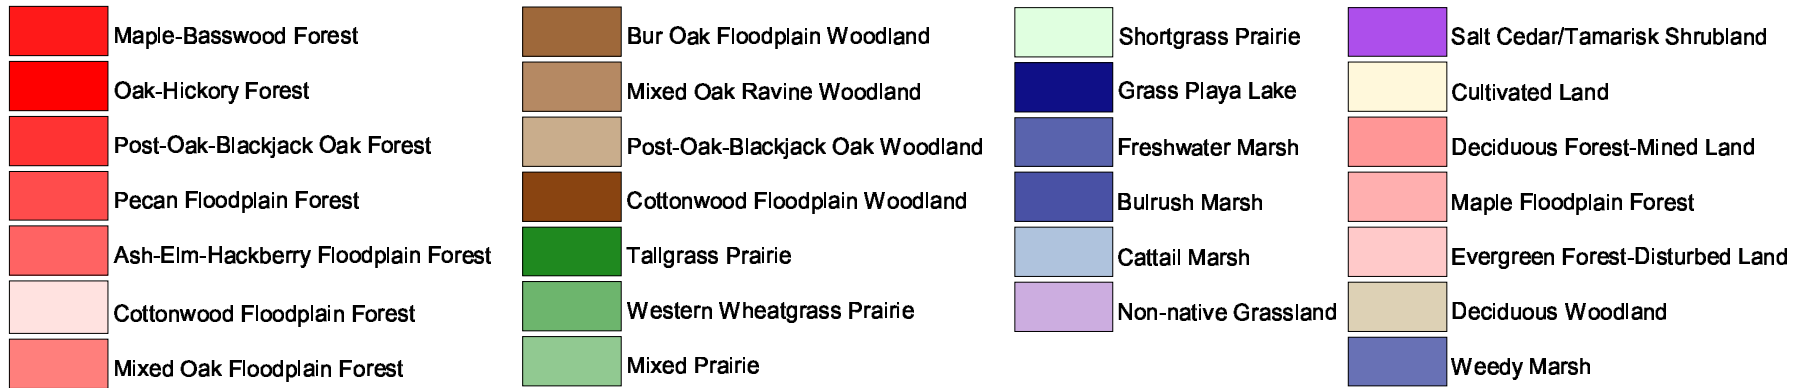 Maple-Basswood Forest
Oak-Hickory Forest
Post-Oak-Blackjack Oak Forest
Pecan Floodplain Forest
Ash-Elm-Hackberry Floodplain Forest
Cottonwood Floodplain Forest
Mixed Oak Floodplain Forest
Bur Oak Floodplain Woodland
Mixed Oak Ravine Woodland
Post-Oak-Blackjack Oak Woodland
Cottonwood Floodplain Woodland
Tallgrass Prairie
Western Wheatgrass Prairie
Mixed Prairie
Shortgrass Prairie
Grass Playa Lake
Freshwater Marsh
Bulrush Marsh
Cattail Marsh
Non-native Grassland
Salt Cedar/Tamarisk Shrubland
Cultivated Land
Deciduous Forest-Mined Land
Maple Floodplain Forest
Evergreen Forest-Disturbed Land
Deciduous Woodland
Weedy Marsh